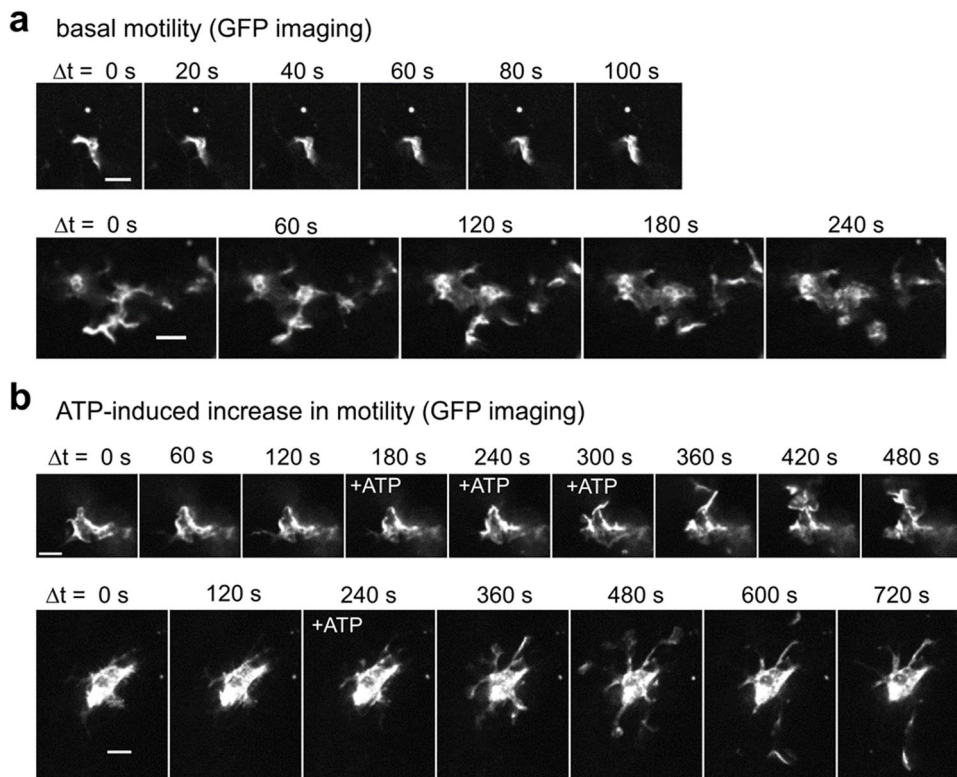 a basal motility (GFP imaging)
Δt = 0 s 20 s 40 s 60 s 80 s 100 s
Δt = 0 s 60 s 120 s 180 s 240 s
b ATP-induced increase in motility (GFP imaging)
Δt = 0 s 60 s 120 s 180 s 240 s 300 s 360 s 420 s 480 s
+ATP +ATP +ATP
Δt = 0 s 120 s 240 s 360 s 480 s 600 s 720 s
+ATP